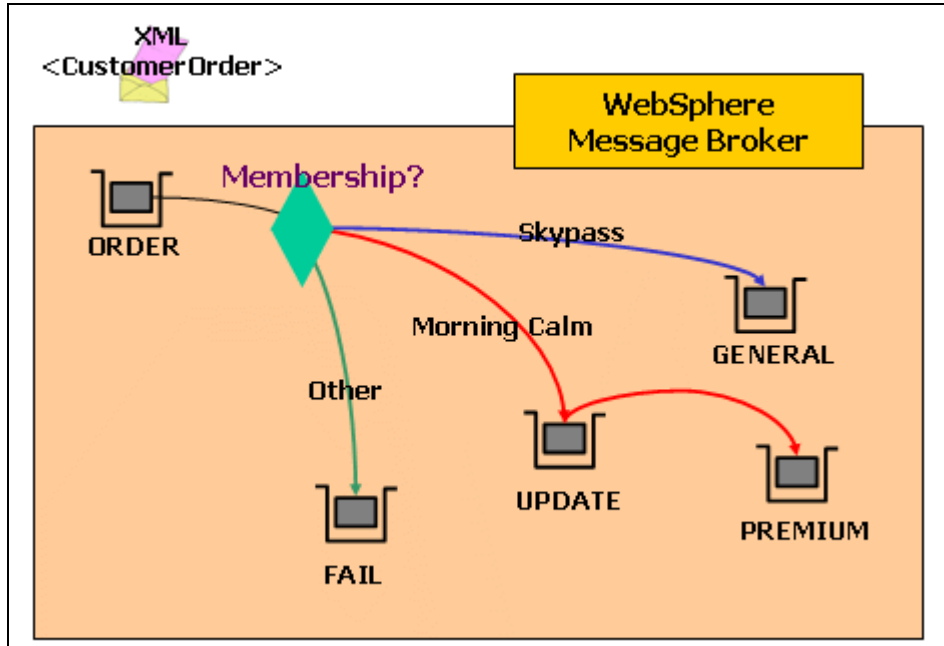 XML
<CustomerOrder>
WebSphere
Message Broker
Membership?
ORDER
Skypass
Morning Calm
GENERAL
Other
UPDATE
PREMIUM
FAIL